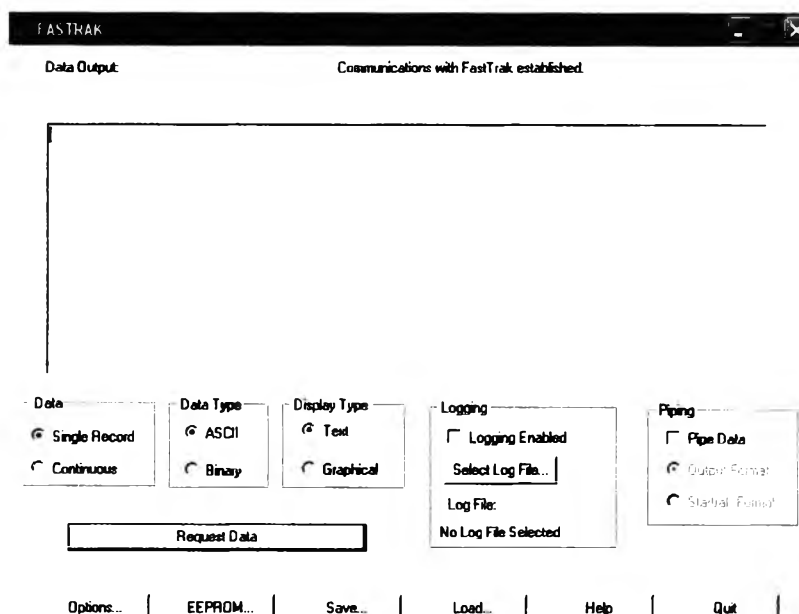 FASTRAK
Data Output: Communications with FastTrak established.
Data
Single Record
Continuous
Data Type
ASCII
Binary
Display Type
Text
Graphical
Logging
Logging Enabled
Select Log File...
Log File:
No Log File Selected
Piping
Pipe Data
Output Format
Starbal Format
Request Data
Options... EEPROM... Save... Load... Help Quit